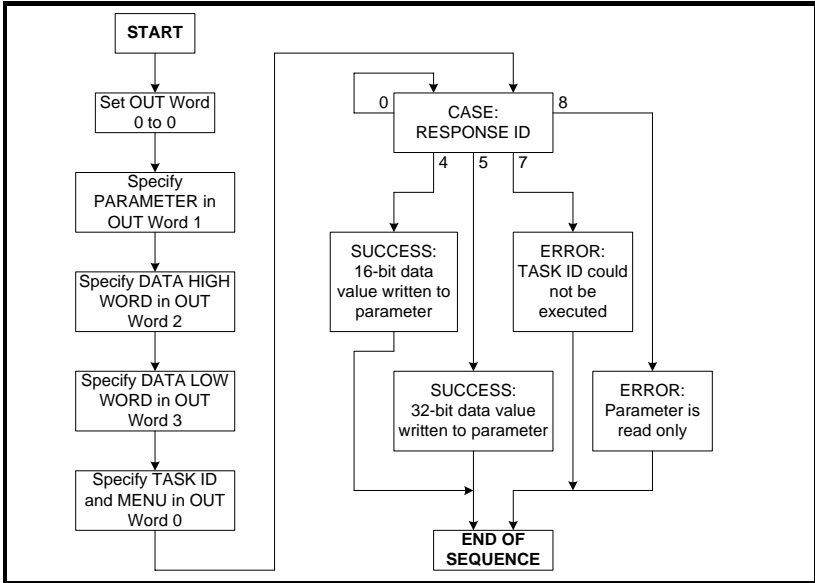 START
Set OUT Word
0 to 0
Specify
PARAMETER in
OUT Word 1
Specify DATA HIGH
WORD in OUT
Word 2
Specify DATA LOW
WORD in OUT
Word 3
Specify TASK ID
and MENU in OUT
Word 0
CASE:
RESPONSE ID
0
8
4
5
7
SUCCESS:
16-bit data
value written to
parameter
ERROR:
TASK ID could
not be
executed
SUCCESS:
32-bit data value
written to parameter
ERROR:
Parameter is
read only
END OF
SEQUENCE